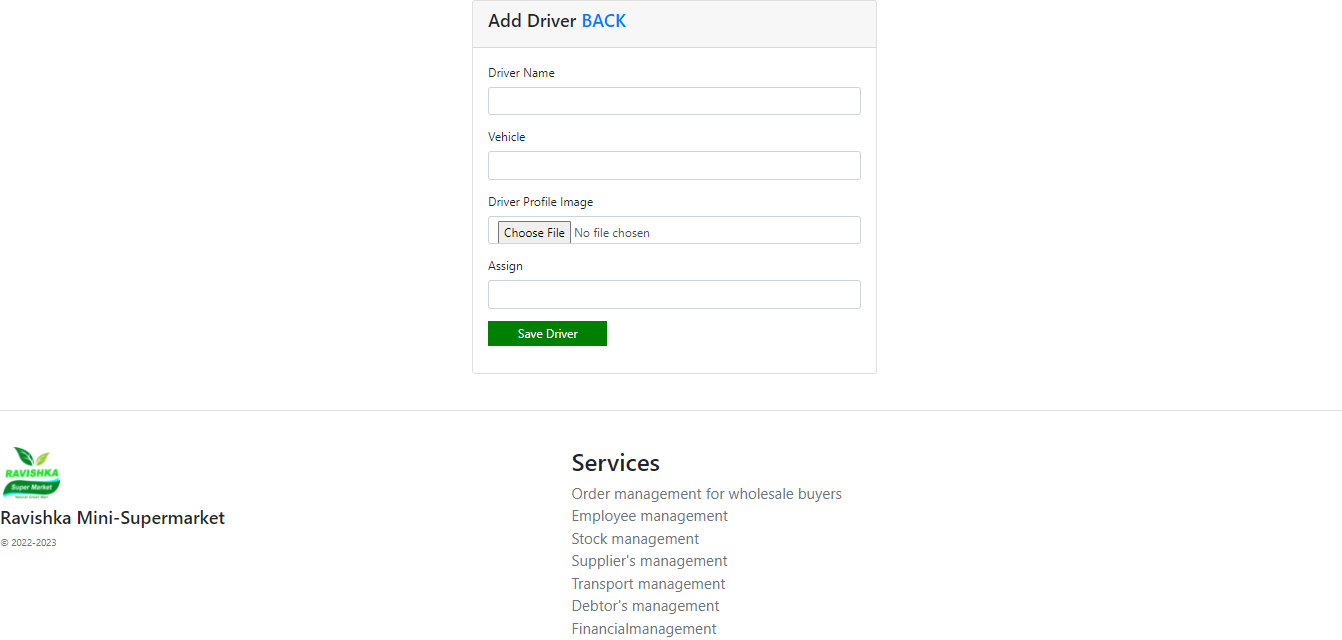 Add Driver BACK
Driver Name
Vehicle
Driver Profile Image
Choose File No file chosen
Assign
Save Driver
RAVISHKA
Super Market
Ravishka Mini-Supermarket
© 2022-2023
Services
Order management for wholesale buyers
Employee management
Stock management
Supplier's management
Transport management
Debtor's management
Financialmanagement